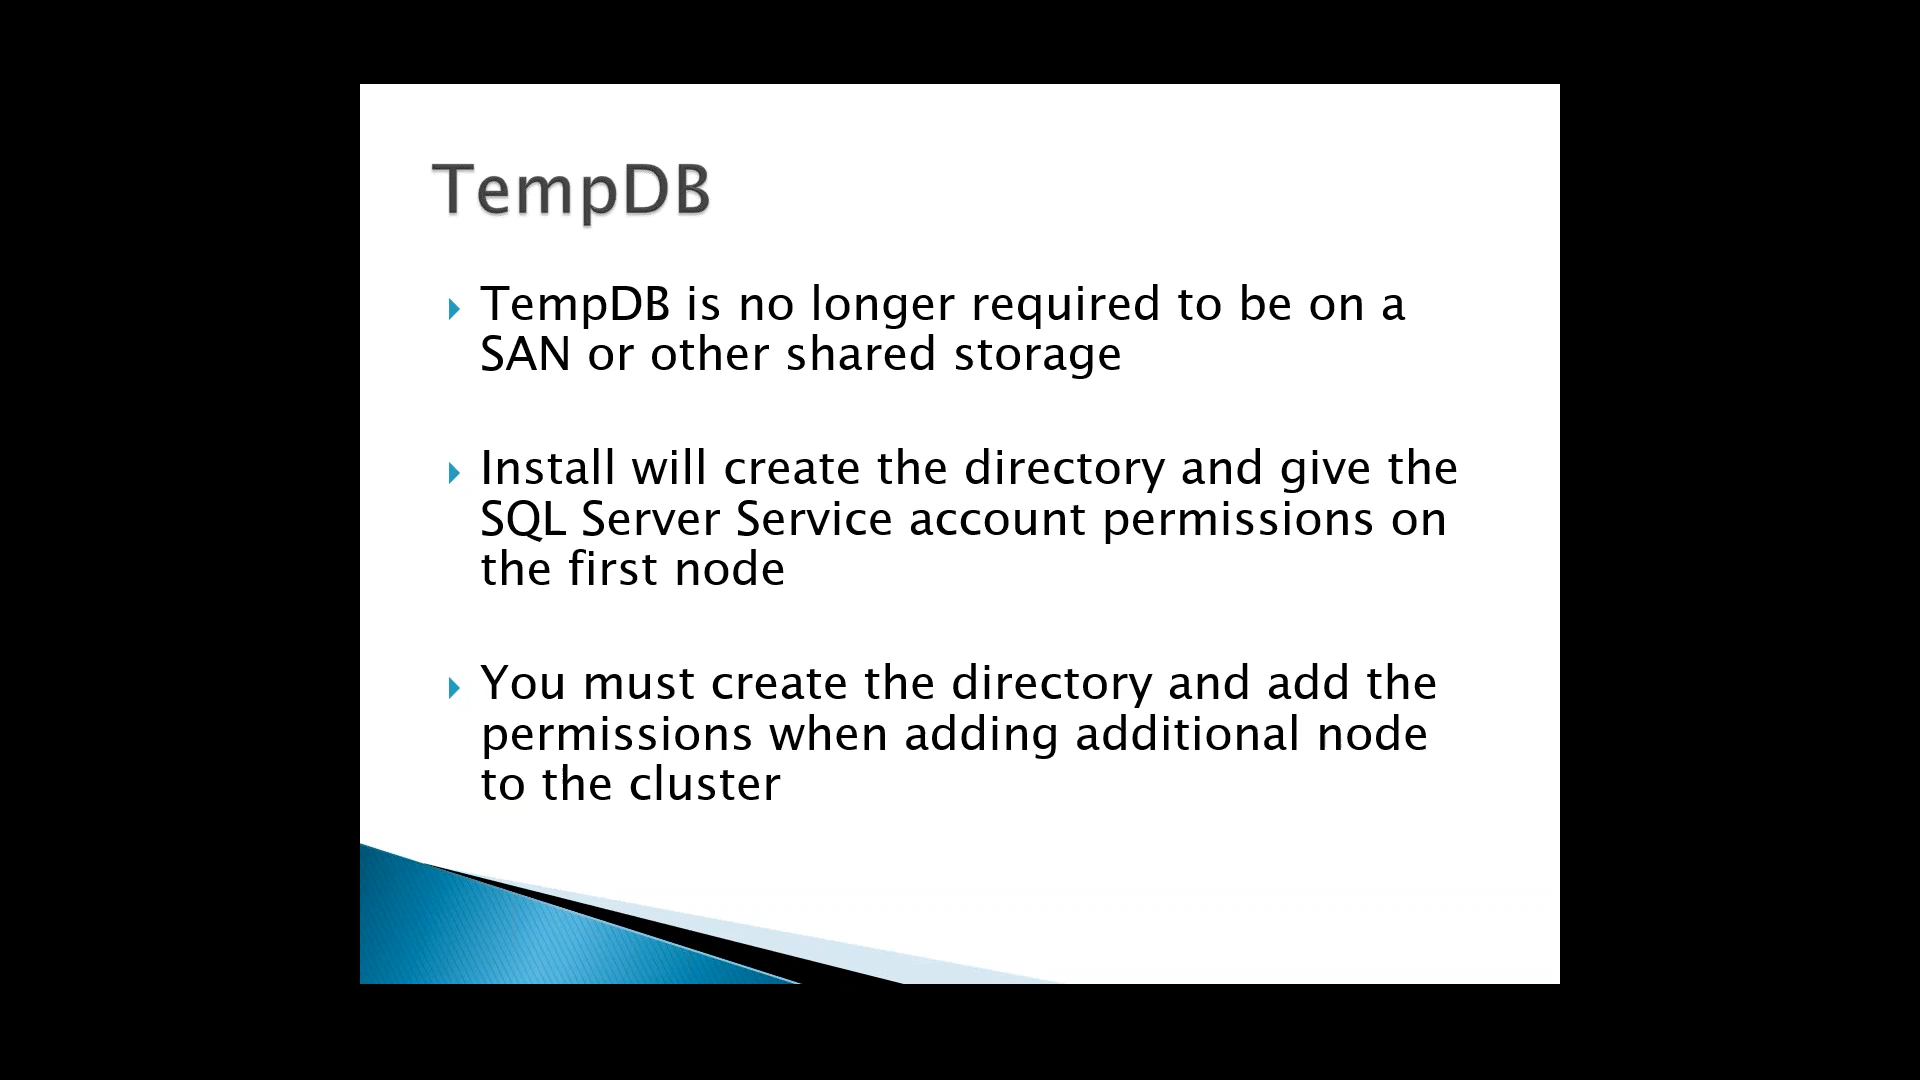 TempDB
TempDB is no longer required to be on a
SAN or other shared storage
Install will create the directory and give the
SQL Server Service account permissions on
the first node
You must create the directory and add the
permissions when adding additional node
to the cluster